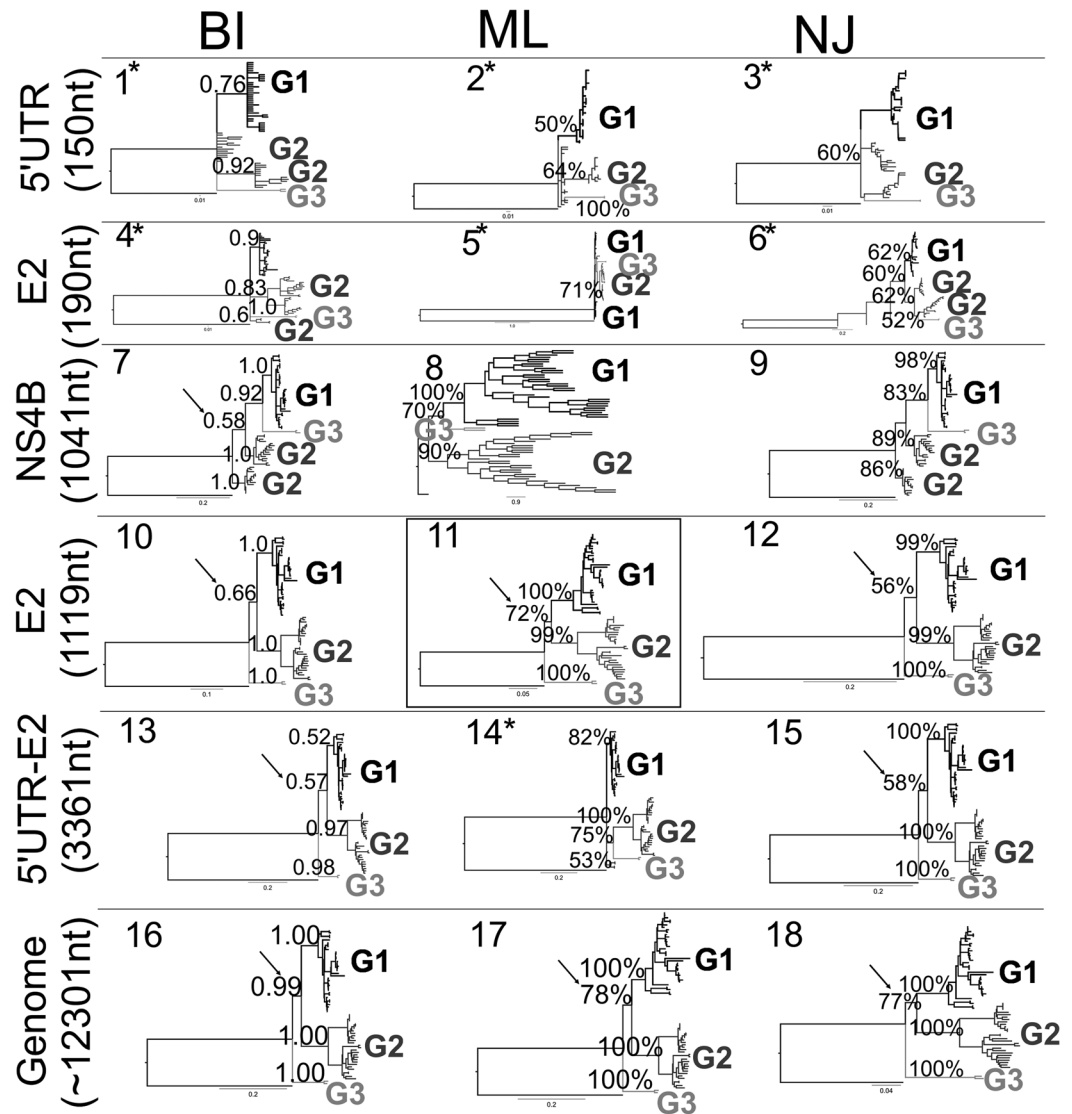 BI ML NJ
5'UTR
(150nt)
1* 0.76 G1 G2 0.92 G2 G3 0.01
2* 50% G1 64% G2 G3 100% 0.01
3* G1 60% G2 G3 0.01
E2
(190nt)
4* 0.9 0.83 G2 1.0 0.6 G3 G2 0.01
5* G1 G3 71% G2 G1 1.0
6* 62% G1 60% G2 62% G2 52% G3 0.2
NS4B
(1041nt)
7 1.0 G1 0.92 0.58 G3 1.0 G2 1.0 G2 0.2
8 G1 100% 70% G3 90% G2 0.9
9 98% G1 83% G3 89% G2 86% G2 0.2
E2
(1119nt)
10 1.0 G1 0.66 1.0 G2 1.0 G3 0.1
11 G1 100% 72% 99% G2 100% G3 0.05
12 99% G1 56% 99% G2 100% G3 0.2
5'UTR-E2
(3361nt)
13 0.52 G1 0.57 0.97 G2 0.98 G3 0.2
14* 82% G1 100% 75% G2 53% G3 0.2
15 100% G1 58% 100% G2 100% G3 0.2
Genome
(~12301nt)
16 1.00 G1 0.99 1.00 G2 1.00 G3 0.2
17 G1 100% 78% 100% G2 100% G3 0.2
18 G1 100% 77% 100% G2 100% G3 0.04